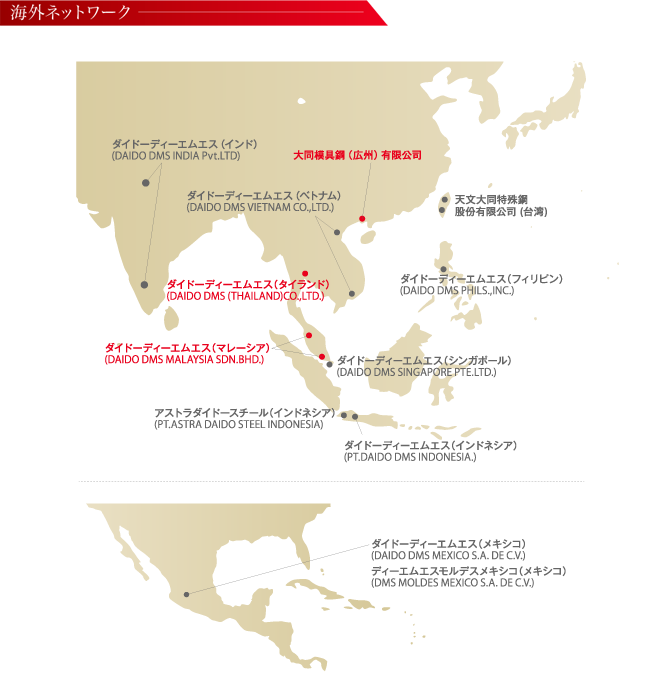 海外ネットワーク
ダイドーディーエムエス（インド）
(DAIDO DMS INDIA Pvt.LTD)
大同模具鋼（広州）有限公司
ダイドーディーエムエス（ベトナム）
(DAIDO DMS VIETNAM CO.,LTD.)
天文大同特殊鋼
股份有限公司 (台湾)
ダイドーディーエムエス（タイランド）
(DAIDO DMS (THAILAND)CO.,LTD.)
ダイドーディーエムエス（フィリピン）
(DAIDO DMS PHILS.,INC.)
ダイドーディーエムエス（マレーシア）
(DAIDO DMS MALAYSIA SDN.BHD.)
ダイドーディーエムエス（シンガポール）
(DAIDO DMS SINGAPORE PTE.LTD.)
アストラダイドースチール（インドネシア）
(PT.ASTRA DAIDO STEEL INDONESIA)
ダイドーディーエムエス（インドネシア）
(PT.DAIDO DMS INDONESIA.)
ダイドーディーエムエス（メキシコ）
(DAIDO DMS MEXICO S.A. DE C.V.)
ディーエムエスモルデスメキシコ（メキシコ）
(DMS MOLDES MEXICO S.A. DE C.V.)